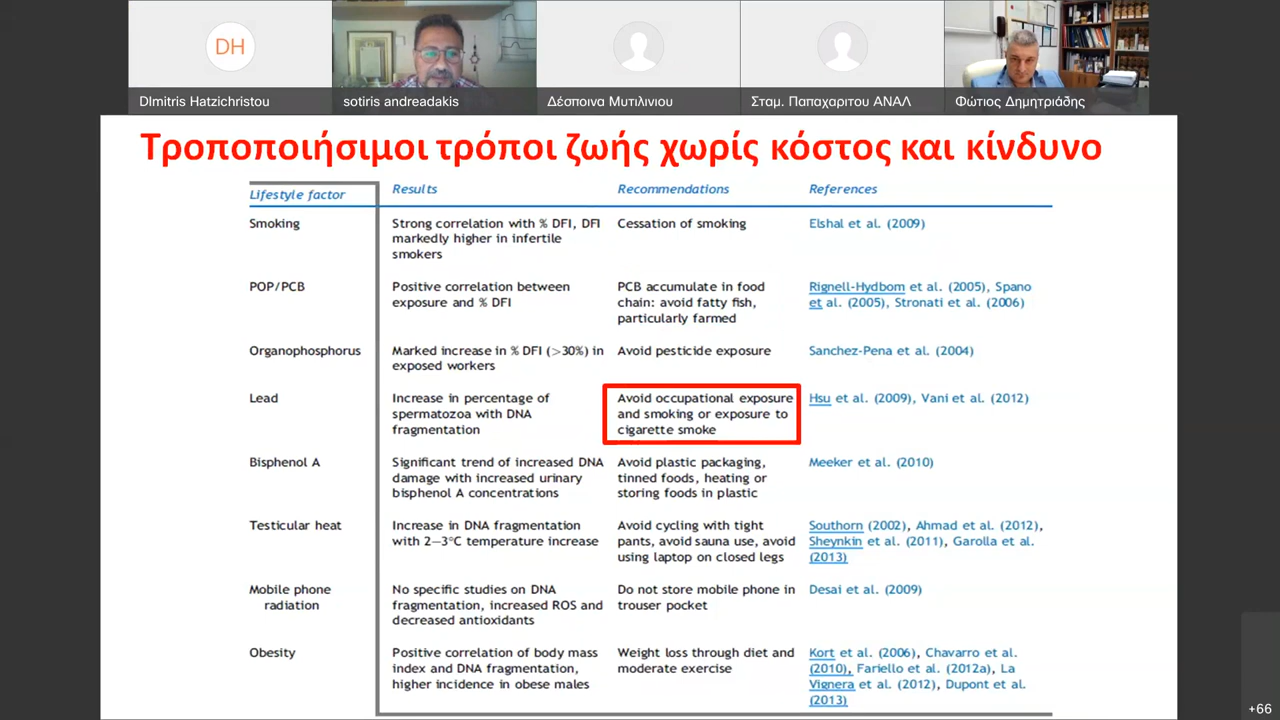 DH
DImitris Hatzichristou
sotiris andreadakis
Δέσποινα Μυτιλινιου
Σταμ. Παπαχαριτου ΑΝΑΛ
Φώτιος Δημητριάδης
Τροποποιήσιμοι τρόποι ζωής χωρίς κόστος και κίνδυνο
Lifestyle factor
Results
Recommendations
References
Smoking
Strong correlation with % DFI, DFI
markedly higher in infertile
smokers
Cessation of smoking
Elshal et al. (2009)
POP/PCB
Positive correlation between
exposure and % DFI
PCB accumulate in food
chain: avoid fatty fish,
particularly farmed
Rignell-Hydbom et al. (2005), Spano
et al. (2005), Stronati et al. (2006)
Organophosphorus
Marked increase in % DFI (>30%) in
exposed workers
Avoid pesticide exposure
Sanchez-Pena et al. (2004)
Lead
Increase in percentage of
spermatozoa with DNA
fragmentation
Avoid occupational exposure
and smoking or exposure to
cigarette smoke
Hsu et al. (2009), Vani et al. (2012)
Bisphenol A
Significant trend of increased DNA
damage with increased urinary
bisphenol A concentrations
Avoid plastic packaging,
tinned foods, heating or
storing foods in plastic
Meeker et al. (2010)
Testicular heat
Increase in DNA fragmentation
with 2–3°C temperature increase
Avoid cycling with tight
pants, avoid sauna use, avoid
using laptop on closed legs
Southorn (2002), Ahmad et al. (2012),
Sheynkin et al. (2011), Garolla et al.
(2013)
Mobile phone
radiation
No specific studies on DNA
fragmentation, increased ROS and
decreased antioxidants
Do not store mobile phone in
trouser pocket
Desai et al. (2009)
Obesity
Positive correlation of body mass
index and DNA fragmentation,
higher incidence in obese males
Weight loss through diet and
moderate exercise
Kort et al. (2006), Chavarro et al.
(2010), Fariello et al. (2012a), La
Vignera et al. (2012), Dupont et al.
(2013)
+66